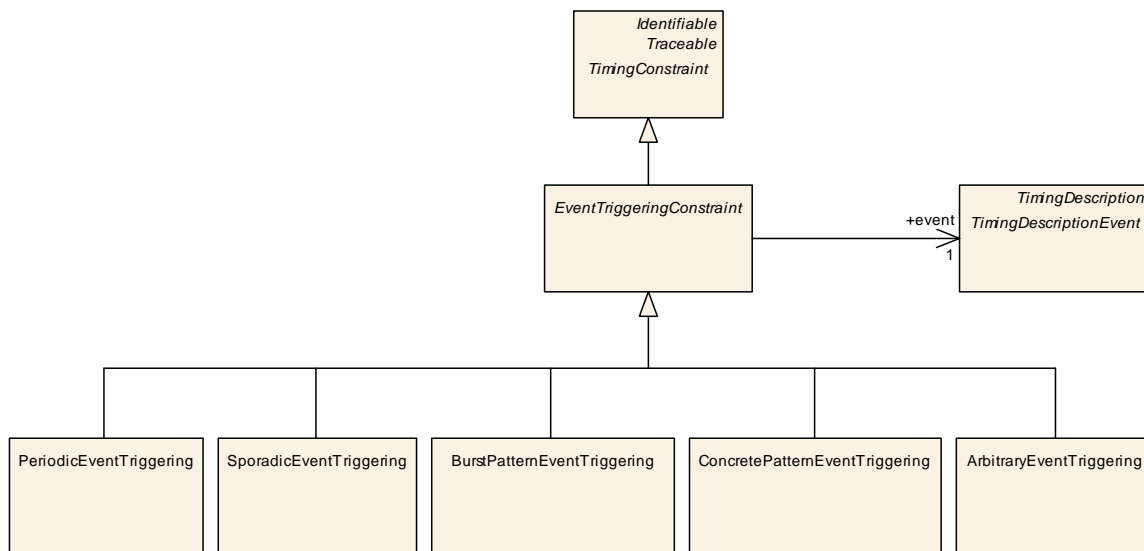 Identifiable
Traceable
TimingConstraint
EventTriggeringConstraint
TimingDescription
TimingDescriptionEvent
+event
1
PeriodicEventTriggering
SporadicEventTriggering
BurstPatternEventTriggering
ConcretePatternEventTriggering
ArbitraryEventTriggering